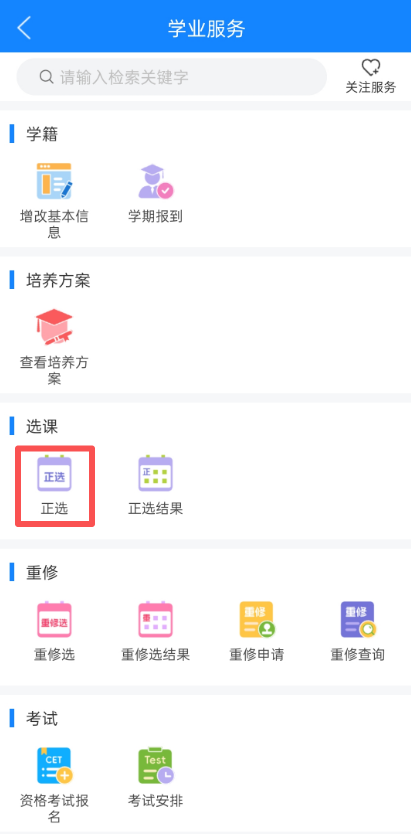 学业服务
请输入检索关键字
关注服务
学籍
增改基本信
息
学期报到
培养方案
查看培养方
案
选课
正选
正
正选
正选结果
重修
重修选
重
重修
重修
重修选
重修选结果
重修申请
重修查询
考试
CET
Test
资格考试报
名
考试安排